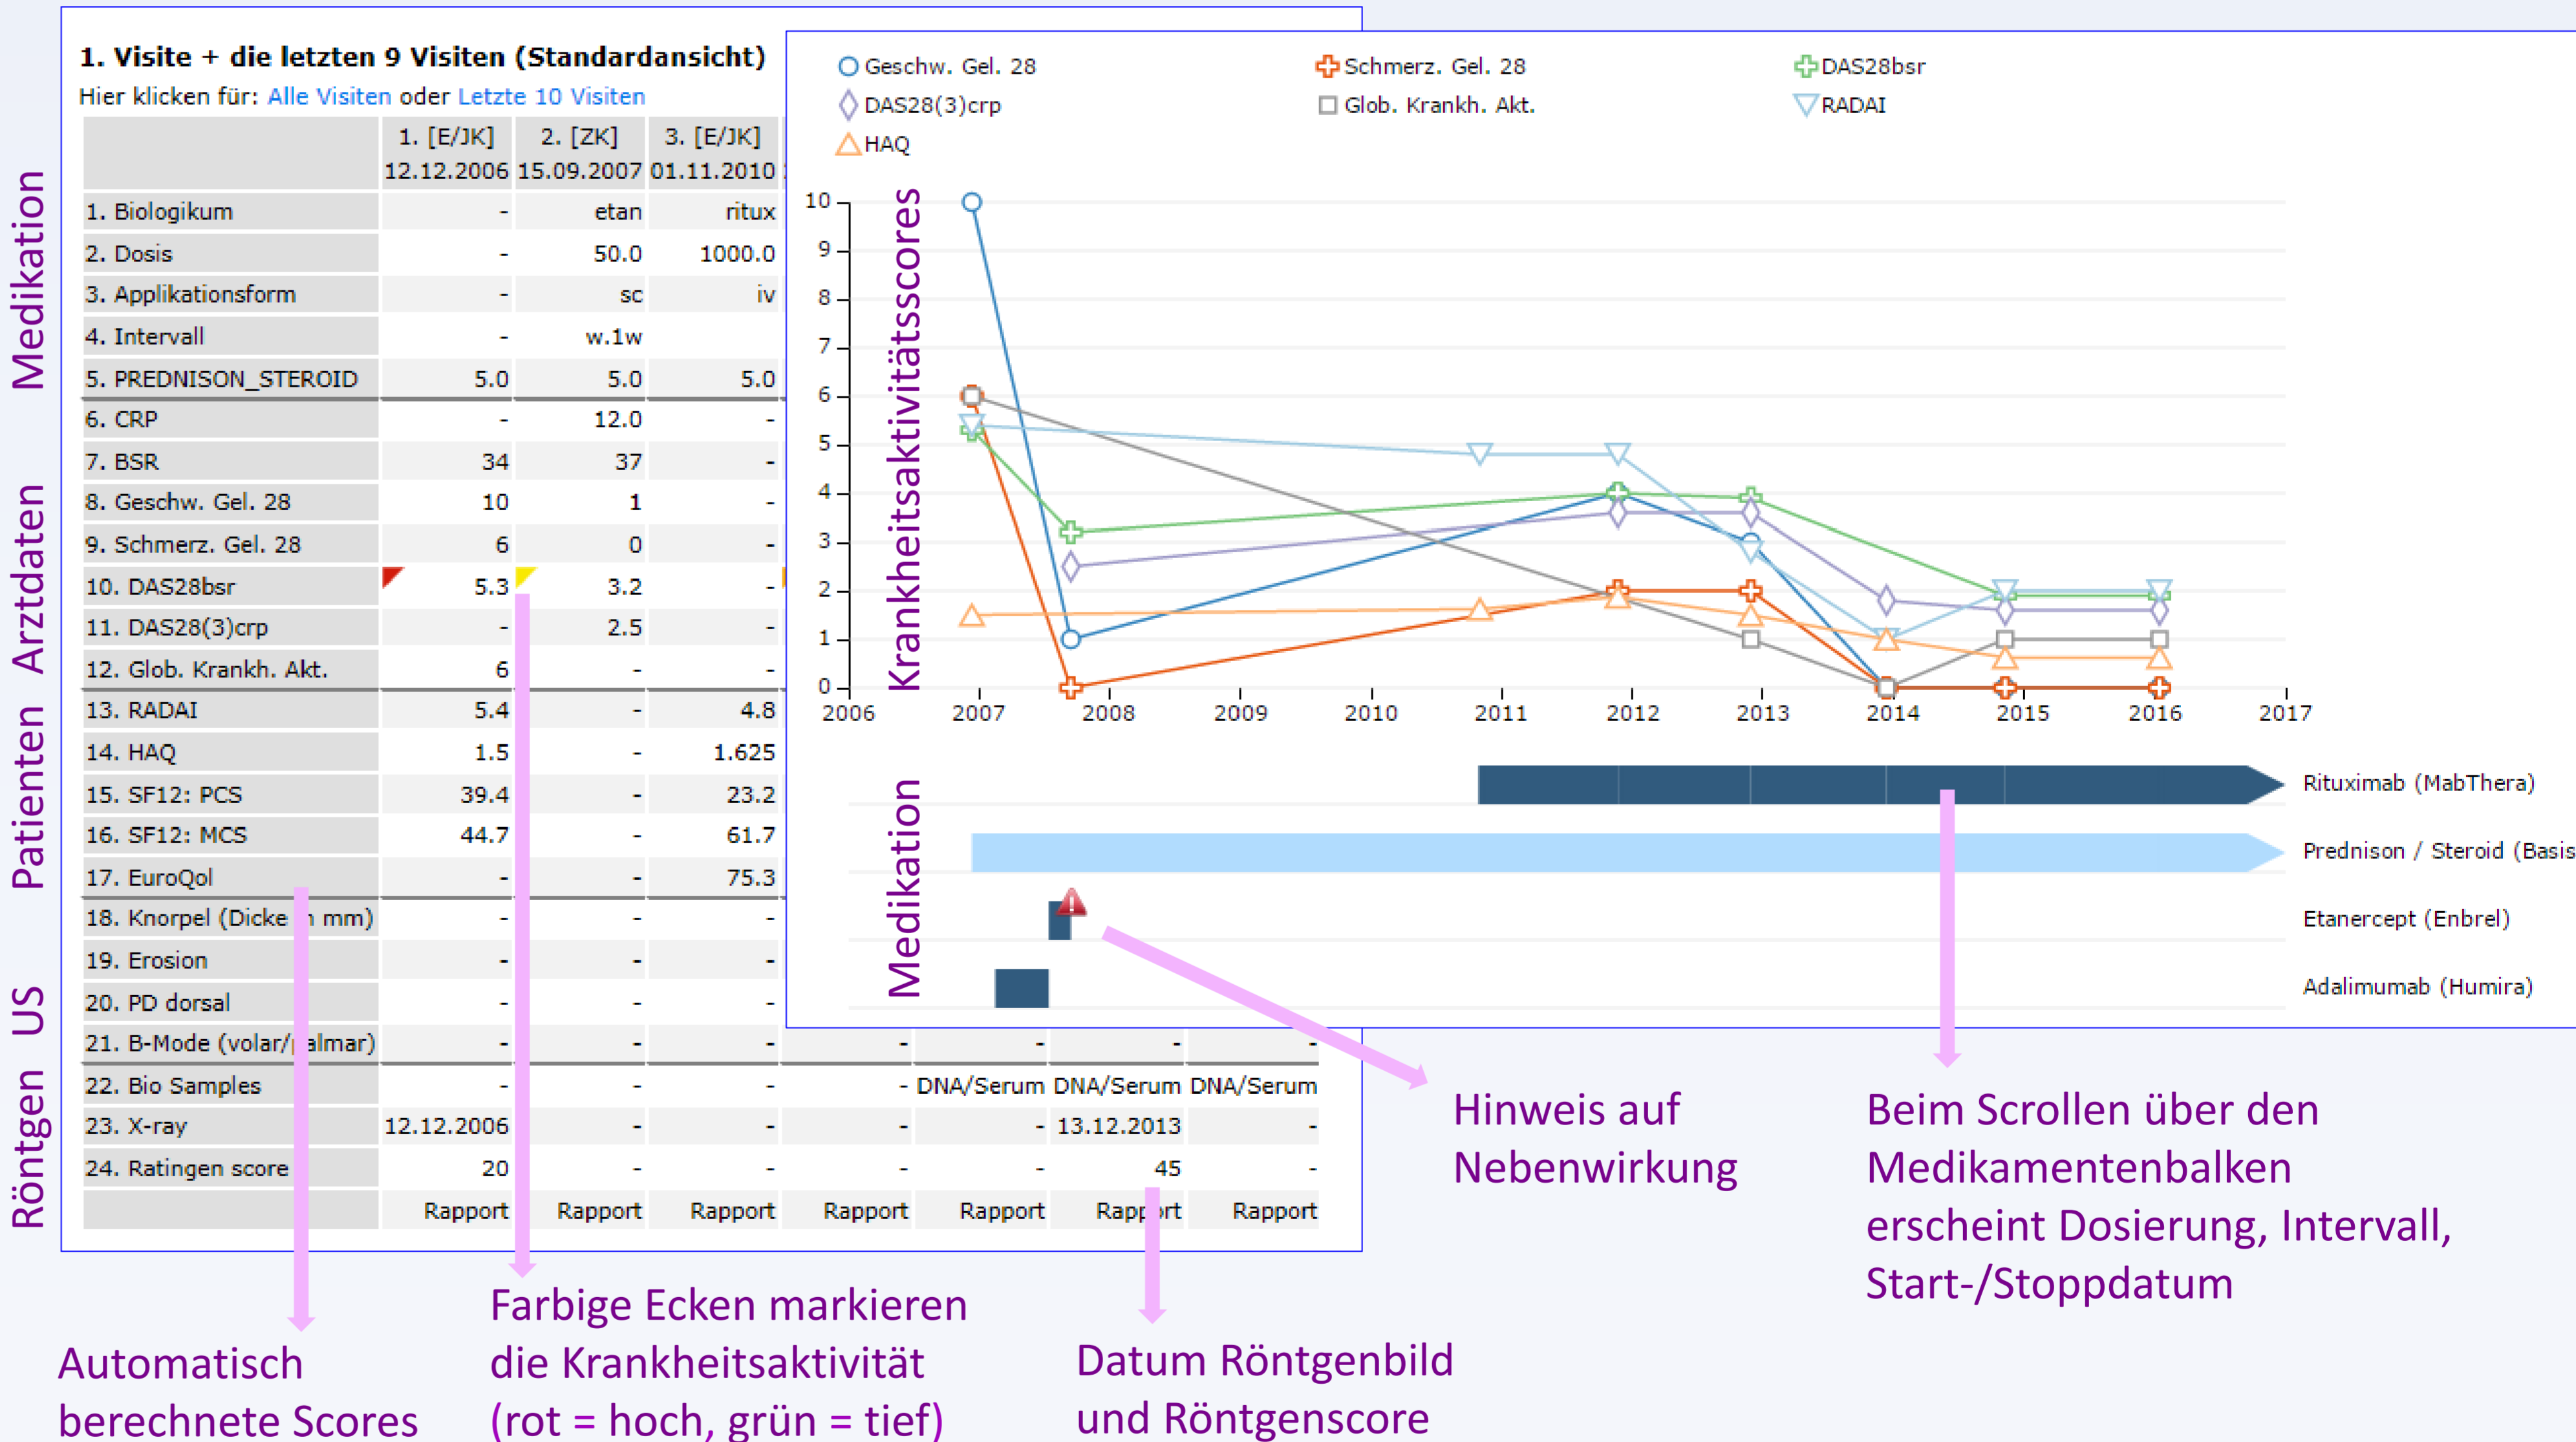 1. Visite + die letzten 9 Visiten (Standardansicht)
Hier klicken für: Alle Visiten oder Letzte 10 Visiten
1. [E/JK] 2. [ZK] 3. [E/JK]
12.12.2006 15.09.2007 01.11.2010
1. Biologikum - etan ritux
2. Dosis - 50.0 1000.0
3. Applikationsform - sc iv
4. Intervall - w.1w
5. PREDNISON_STEROID 5.0 5.0 5.0
6. CRP - 12.0 -
7. BSR 34 37 -
8. Geschw. Gel. 28 10 1 -
9. Schmerz. Gel. 28 6 0 -
10. DAS28bsr 5.3 3.2 -
11. DAS28(3)crp - 2.5 -
12. Glob. Krankh. Akt. 6 - -
13. RADAI 5.4 - 4.8
14. HAQ 1.5 - 1.625
15. SF12: PCS 39.4 - 23.2
16. SF12: MCS 44.7 - 61.7
17. EuroQol - - 75.3
18. Knorpel (Dicke in mm) - - -
19. Erosion - - -
20. PD dorsal - - -
21. B-Mode (volar/palmar) - - - - - - -
22. Bio Samples - - - - DNA/Serum DNA/Serum DNA/Serum
23. X-ray 12.12.2006 - - - - 13.12.2013 -
24. Ratingen score 20 - - - - 45 -
Rapport Rapport Rapport Rapport Rapport Rapport Rapport
Medikation
Arztdaten
Patienten
US
Röntgen
Geschw. Gel. 28 Schmerz. Gel. 28 DAS28bsr
DAS28(3)crp Glob. Krankh. Akt. RADAI
HAQ
Krankheitsaktivitätsscores
10
9
8
7
6
5
4
3
2
1
0
2006 2007 2008 2009 2010 2011 2012 2013 2014 2015 2016 2017
Medikation
Rituximab (MabThera)
Prednison / Steroid (Basis
Etanercept (Enbrel)
Adalimumab (Humira)
Automatisch
berechnete Scores
Farbige Ecken markieren
die Krankheitsaktivität
(rot = hoch, grün = tief)
Datum Röntgenbild
und Röntgenscore
Hinweis auf
Nebenwirkung
Beim Scrollen über den
Medikamentenbalken
erscheint Dosierung, Intervall,
Start-/Stoppdatum